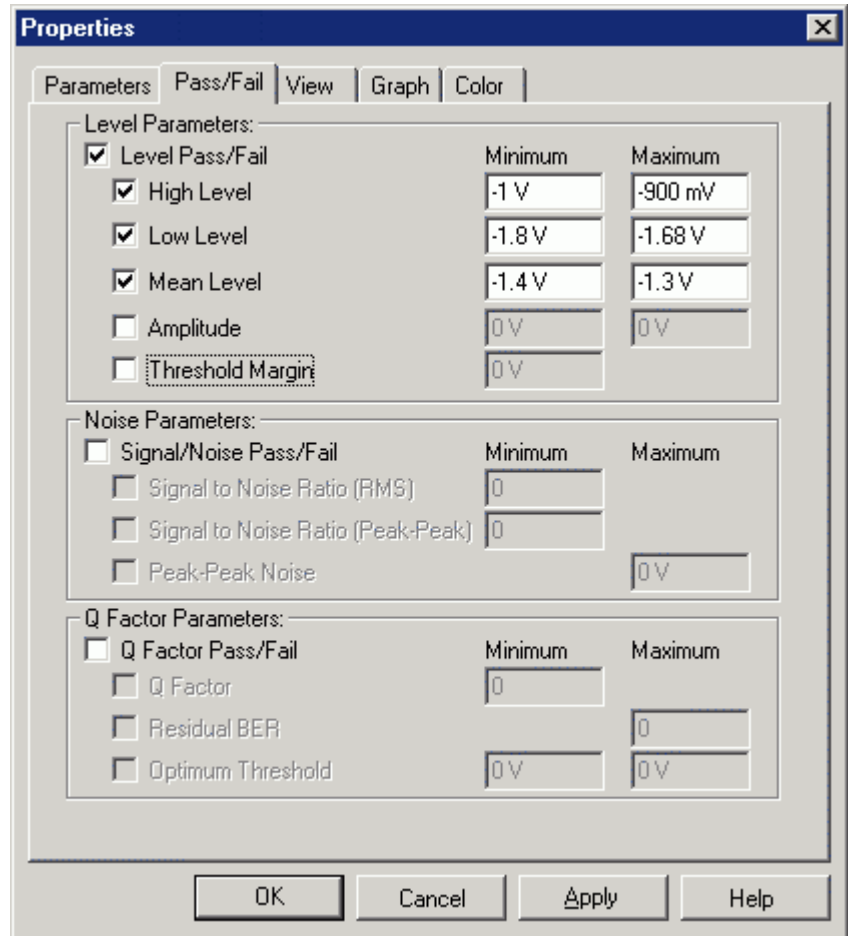 Properties
Parameters Pass/Fail View Graph Color
Level Parameters:
Level Pass/Fail Minimum Maximum
High Level -1 V -900 mV
Low Level -1.8 V -1.68 V
Mean Level -1.4 V -1.3 V
Amplitude 0 V 0 V
Threshold Margin 0 V
Noise Parameters:
Signal/Noise Pass/Fail Minimum Maximum
Signal to Noise Ratio (RMS) 0
Signal to Noise Ratio (Peak-Peak) 0
Peak-Peak Noise 0 V
Q Factor Parameters:
Q Factor Pass/Fail Minimum Maximum
Q Factor 0
Residual BER 0
Optimum Threshold 0 V 0 V
OK Cancel Apply Help